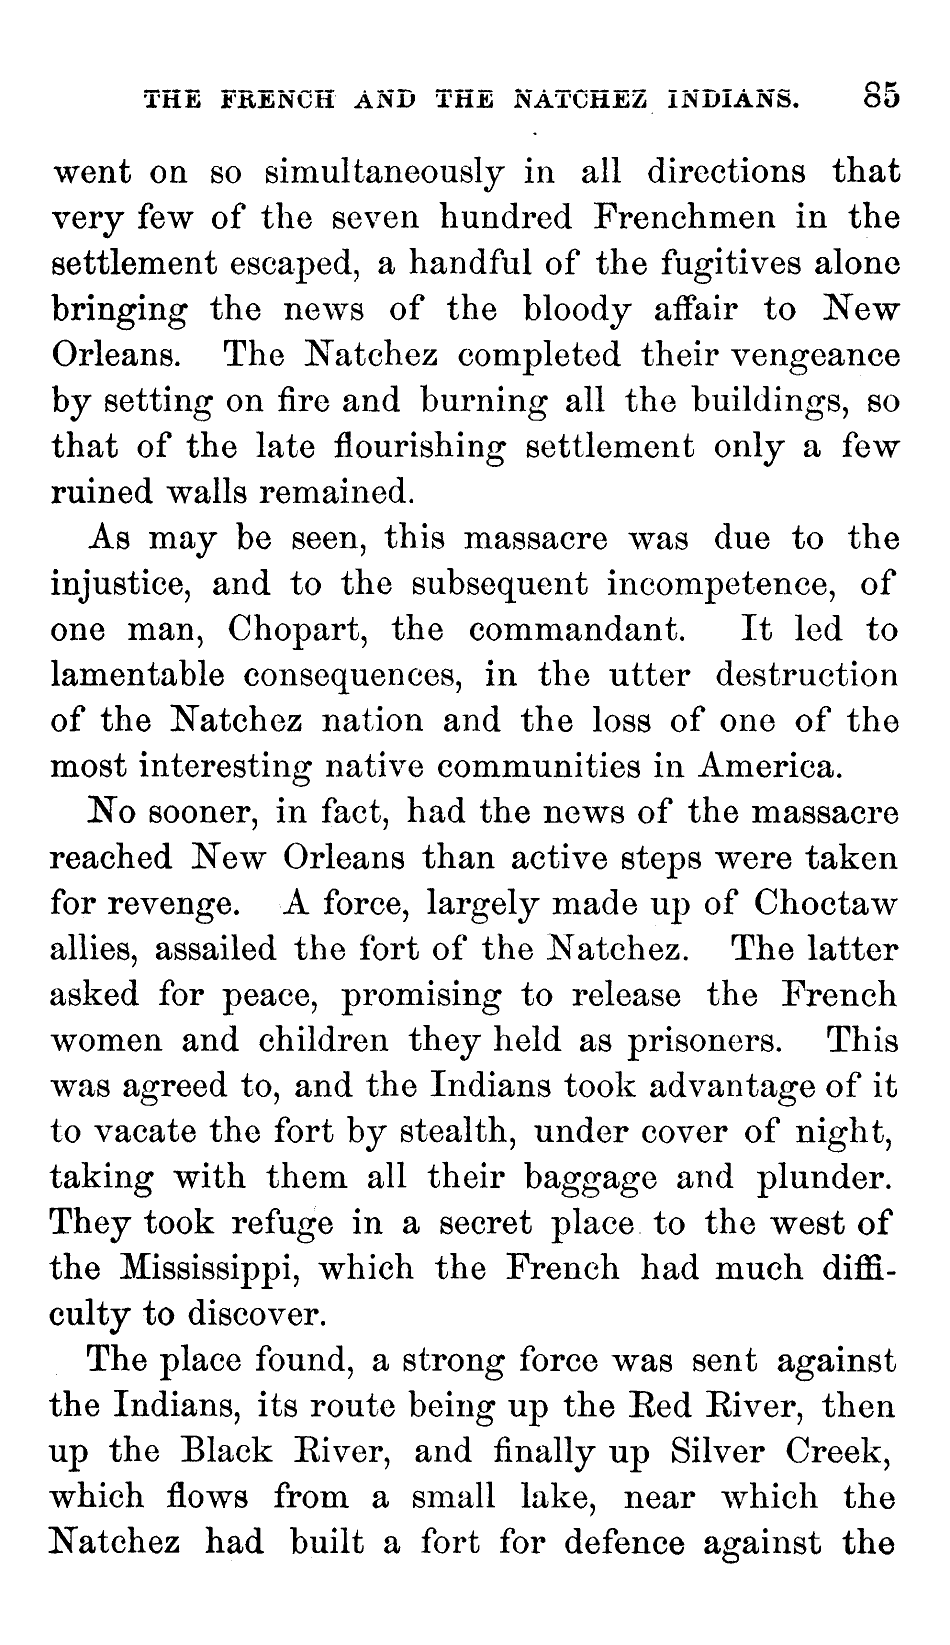 THE FRENCH AND THE NATCHEZ INDIANS. 85
went on so simultaneously in all directions that
very few of the seven hundred Frenchmen in the
settlement escaped, a handful of the fugitives alone
bringing the news of the bloody affair to New
Orleans. The Natchez completed their vengeance
by setting on fire and burning all the buildings, so
that of the late flourishing settlement only a few
ruined walls remained.
As may be seen, this massacre was due to the
injustice, and to the subsequent incompetence, of
one man, Chopart, the commandant. It led to
lamentable consequences, in the utter destruction
of the Natchez nation and the loss of one of the
most interesting native communities in America.
No sooner, in fact, had the news of the massacre
reached New Orleans than active steps were taken
for revenge. A force, largely made up of Choctaw
allies, assailed the fort of the Natchez. The latter
asked for peace, promising to release the French
women and children they held as prisoners. This
was agreed to, and the Indians took advantage of it
to vacate the fort by stealth, under cover of night,
taking with them all their baggage and plunder.
They took refuge in a secret place to the west of
the Mississippi, which the French had much diffi-
culty to discover.
The place found, a strong force was sent against
the Indians, its route being up the Red River, then
up the Black River, and finally up Silver Creek,
which flows from a small lake, near which the
Natchez had built a fort for defence against the